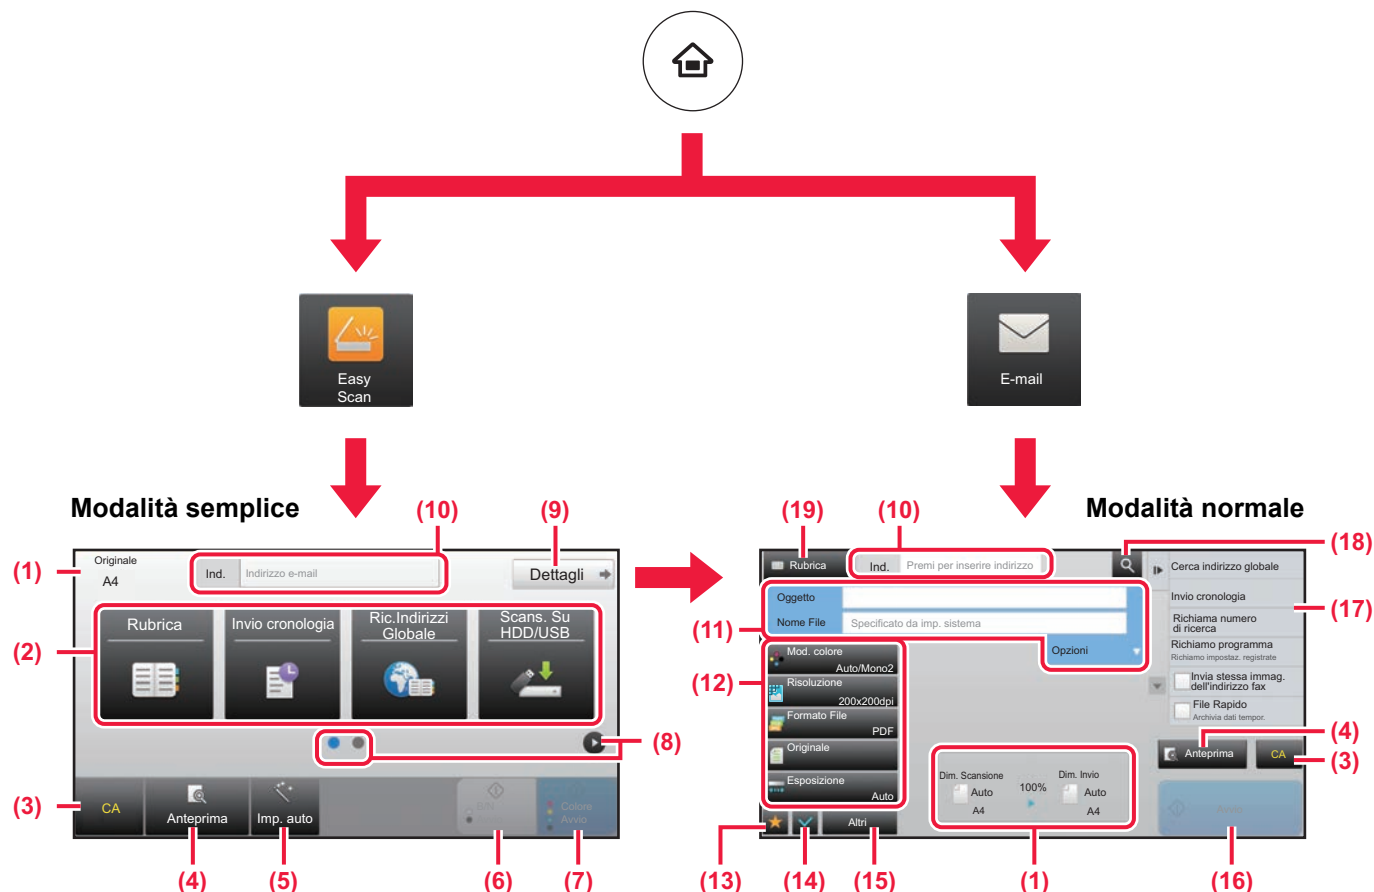 Easy
Scan
E-mail
Modalità semplice
(10)
(9)
(1)
Originale
A4
Ind.
Indirizzo e-mail
Dettagli
(2)
Rubrica
Invio cronologia
Ric.Indirizzi
Globale
Scans. Su
HDD/USB
(8)
(3)
CA
Anteprima
Imp. auto
Colore
Avvio
(4)
(5)
(6)
(7)
Modalità normale
(19)
(10)
(18)
Rubrica
Ind.
Premi per inserire indirizzo
Cerca indirizzo globale
Oggetto
Nome File
Specificato da imp. sistema
Opzioni
(11)
Invio cronologia
(17)
Richiama numero
di ricerca
Richiamo programma
Richiamo impostaz. registrate
Invia stessa immag.
dell'indirizzo fax
File Rapido
Archivia dati tempor.
(12)
Mod. colore
Auto/Mono2
Risoluzione
200x200dpi
Formato File
PDF
Originale
Esposizione
Auto
(4)
Anteprima
CA
(3)
Dim. Scansione
Auto
A4
100%
Dim. Invio
Auto
A4
Altri
(13)
(14)
(15)
(1)
(16)